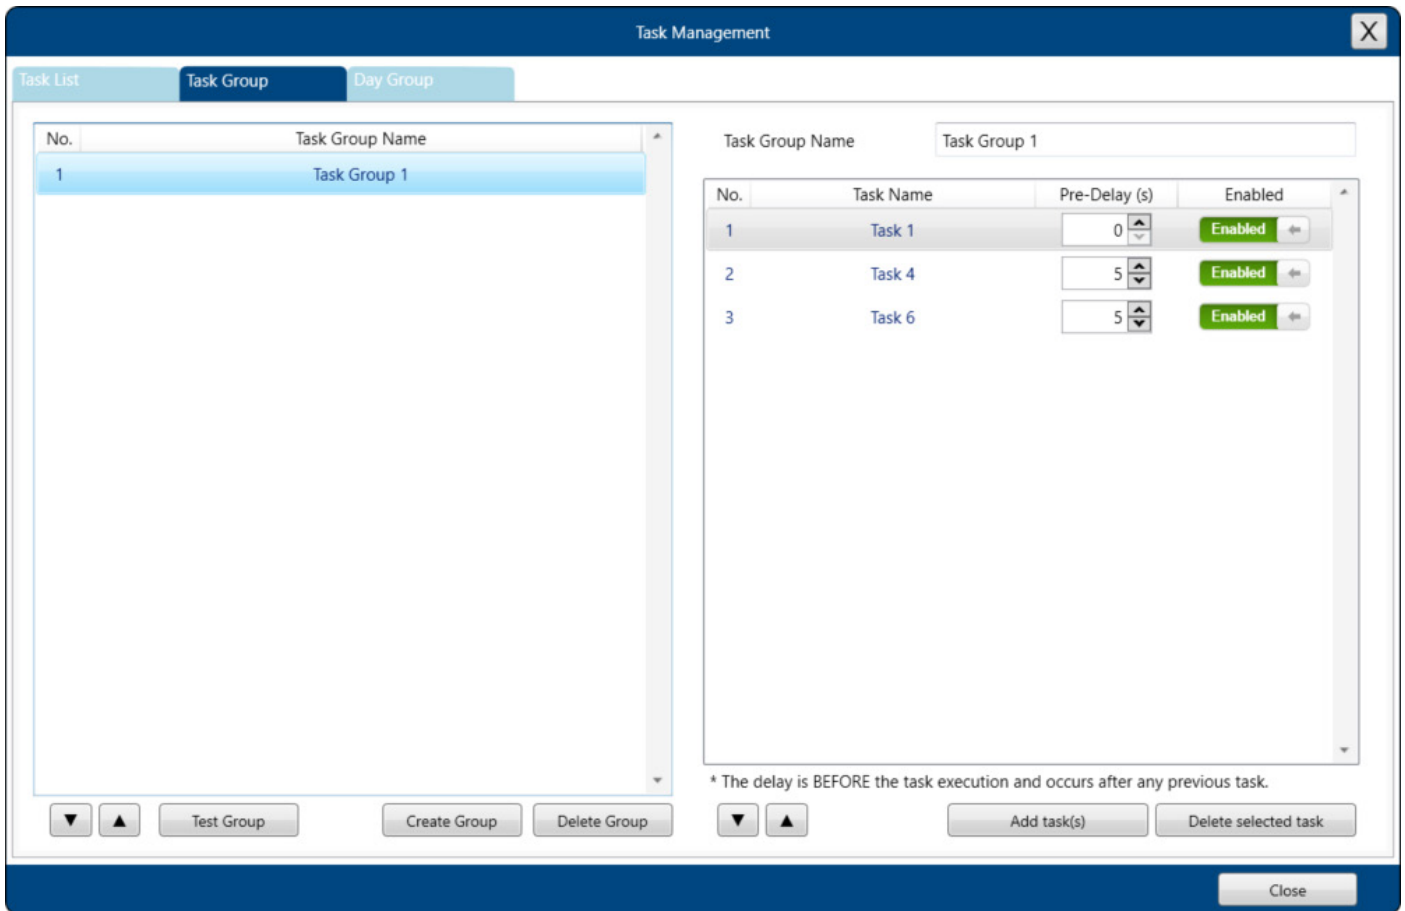 Task Management
X
Task List Task Group Day Group
No. Task Group Name
1 Task Group 1
Task Group Name Task Group 1
No. Task Name Pre-Delay (s) Enabled
1 Task 1 0 Enabled
2 Task 4 5 Enabled
3 Task 6 5 Enabled
* The delay is BEFORE the task execution and occurs after any previous task.
▼ ▲ Test Group Create Group Delete Group
▼ ▲ Add task(s) Delete selected task
Close